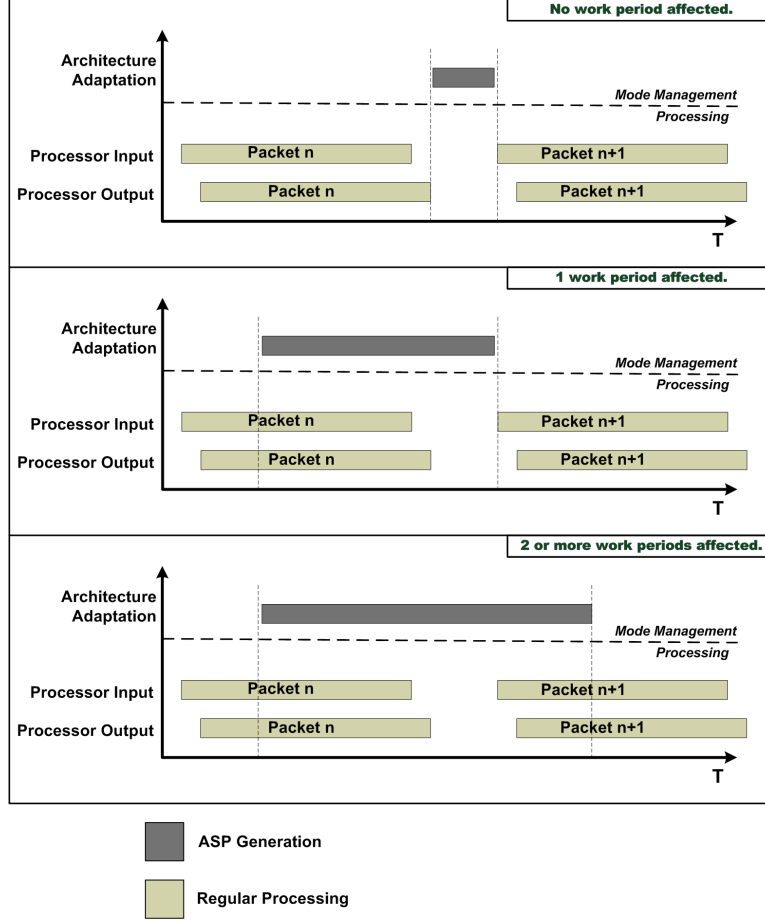 No work period affected.
Architecture
Adaptation
Mode Management
Processing
Processor Input
Packet n
Packet n+1
Processor Output
Packet n
Packet n+1
T
1 work period affected.
Architecture
Adaptation
Mode Management
Processing
Processor Input
Packet n
Packet n+1
Processor Output
Packet n
Packet n+1
T
2 or more work periods affected.
Architecture
Adaptation
Mode Management
Processing
Processor Input
Packet n
Packet n+1
Processor Output
Packet n
Packet n+1
T
ASP Generation
Regular Processing